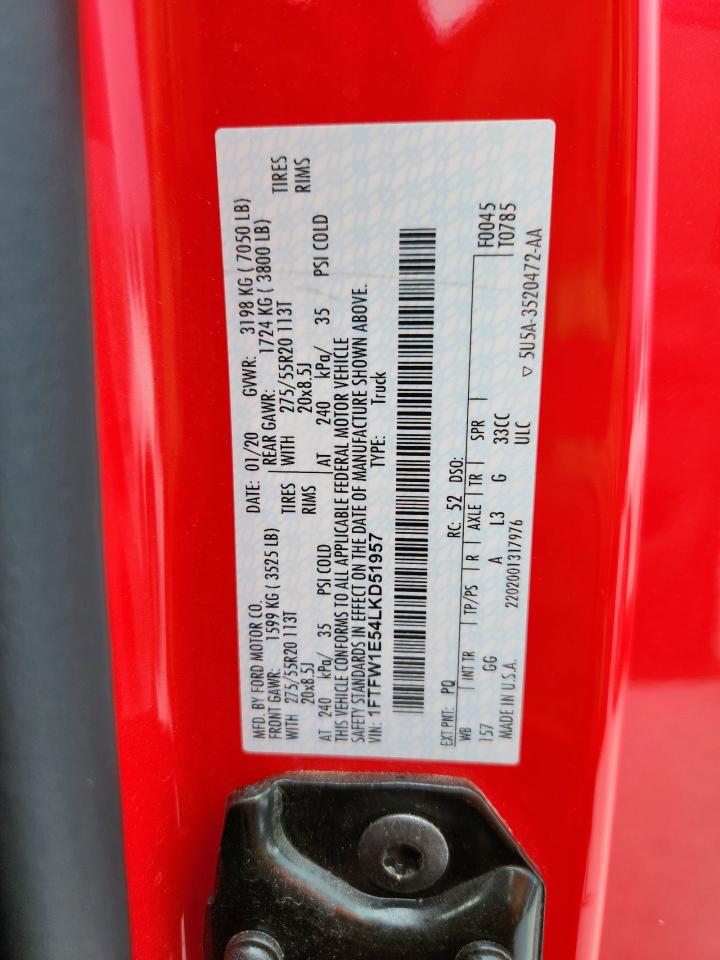 MFD. BY FORD MOTOR CO.
DATE: 01/20 GVWR: 3198 KG ( 7050 LB)
FRONT GAWR: 1599 KG ( 3525 LB) REAR GAWR: 1724 KG ( 3800 LB)
WITH 275/55R20 113T TIRES WITH 275/55R20 113T TIRES
20x8.5J RIMS 20x8.5J RIMS
AT 240 kPa/ 35 PSI COLD AT 240 kPa/ 35 PSI COLD
THIS VEHICLE CONFORMS TO ALL APPLICABLE FEDERAL MOTOR VEHICLE
SAFETY STANDARDS IN EFFECT ON THE DATE OF MANUFACTURE SHOWN ABOVE.
VIN: 1FTFW1E54LKD51957 TYPE: Truck
EXT PNT: PQ RC: 52 DSO:
WB INT TR TP/PS R AXLE TR SPR F0045
157 GG A L3 G 33CC T0785
ULC
MADE IN U.S.A. 2202001317976 ▽ 5U5A-3520472-AA